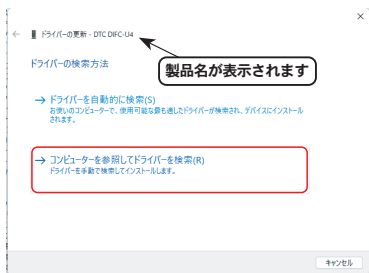 ドライバーの更新 - DTC DIFC-U4
製品名が表示されます
ドライバーの検索方法
→ ドライバーを自動的に検索(S)
お使いのコンピューターで、使用可能な最も適したドライバーが検索され、デバイスにインストール
されます。
→ コンピューターを参照してドライバーを検索(R)
ドライバーを手動で検索してインストールします。
キャンセル